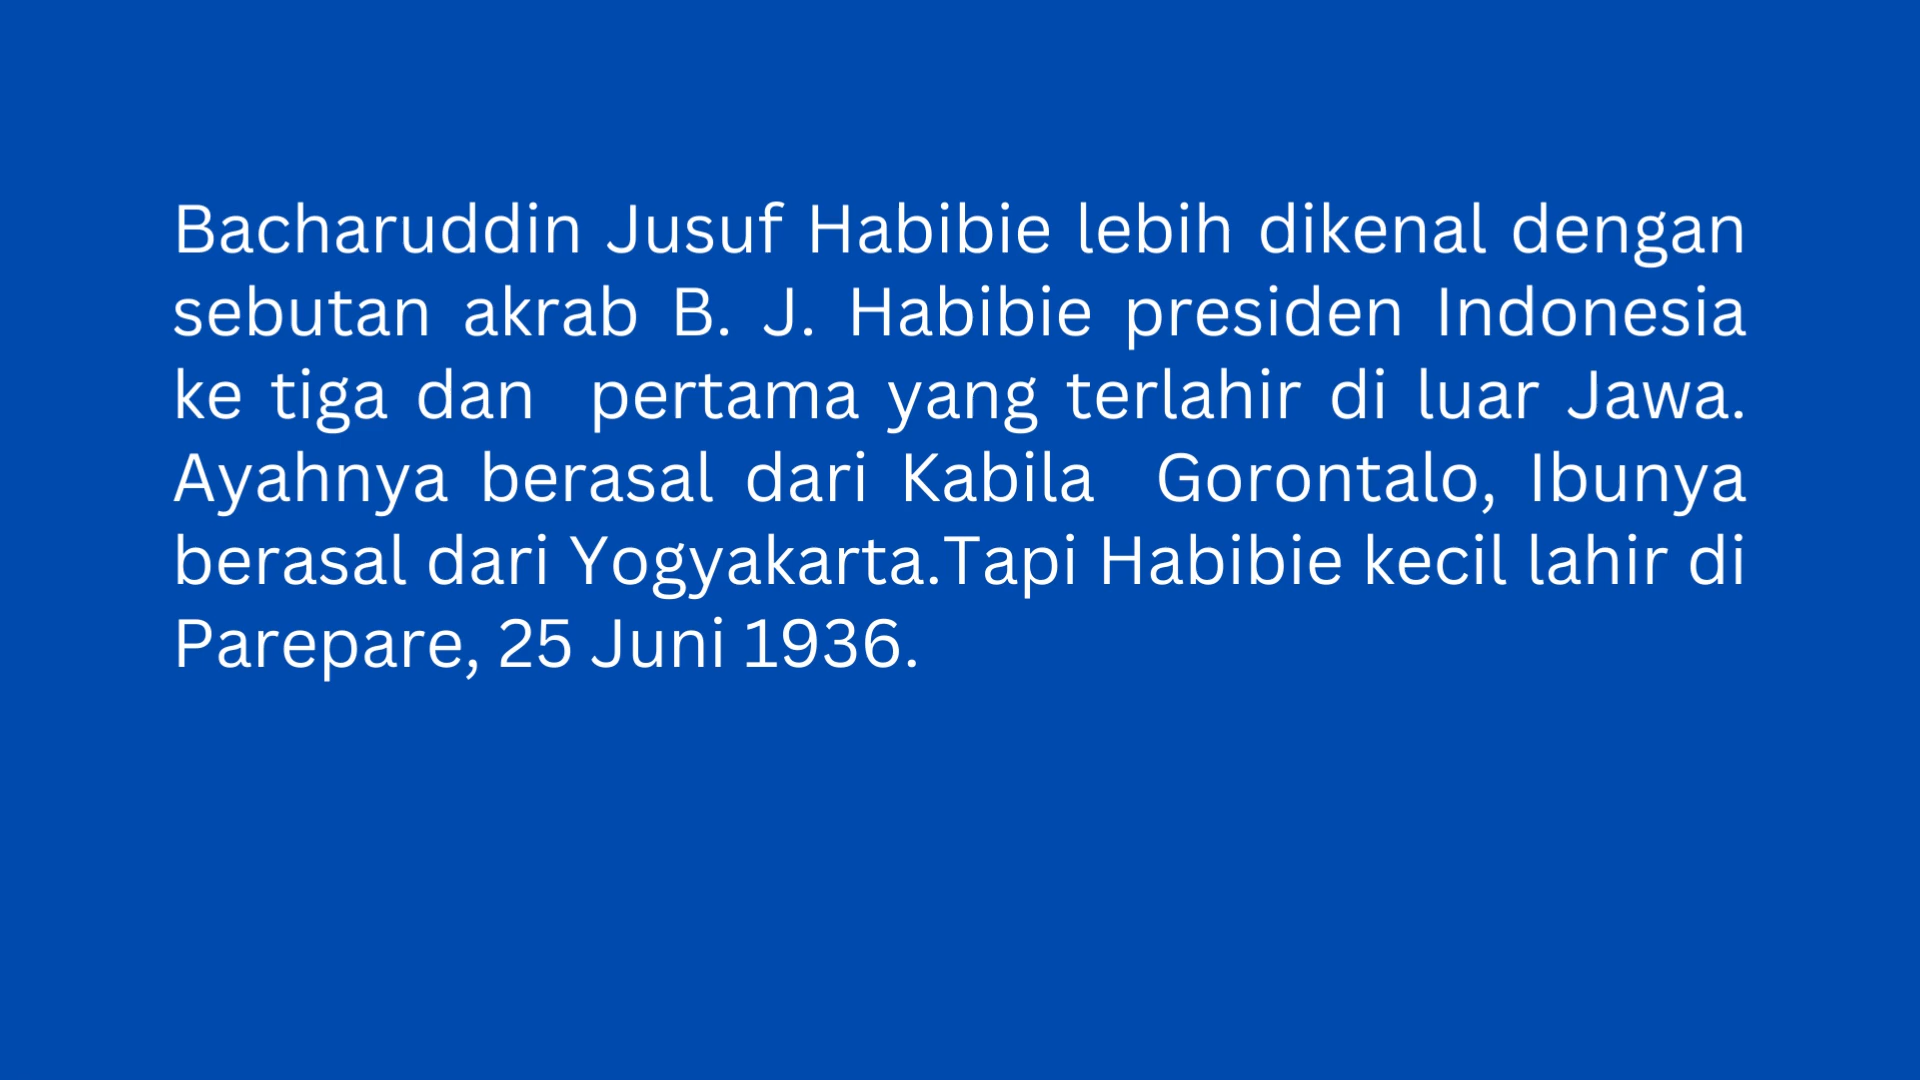 Bacharuddin Jusuf Habibie lebih dikenal dengan
sebutan akrab B. J. Habibie presiden Indonesia
ke tiga dan  pertama yang terlahir di luar Jawa.
Ayahnya berasal dari Kabila  Gorontalo, Ibunya
berasal dari Yogyakarta.Tapi Habibie kecil lahir di
Parepare, 25 Juni 1936.